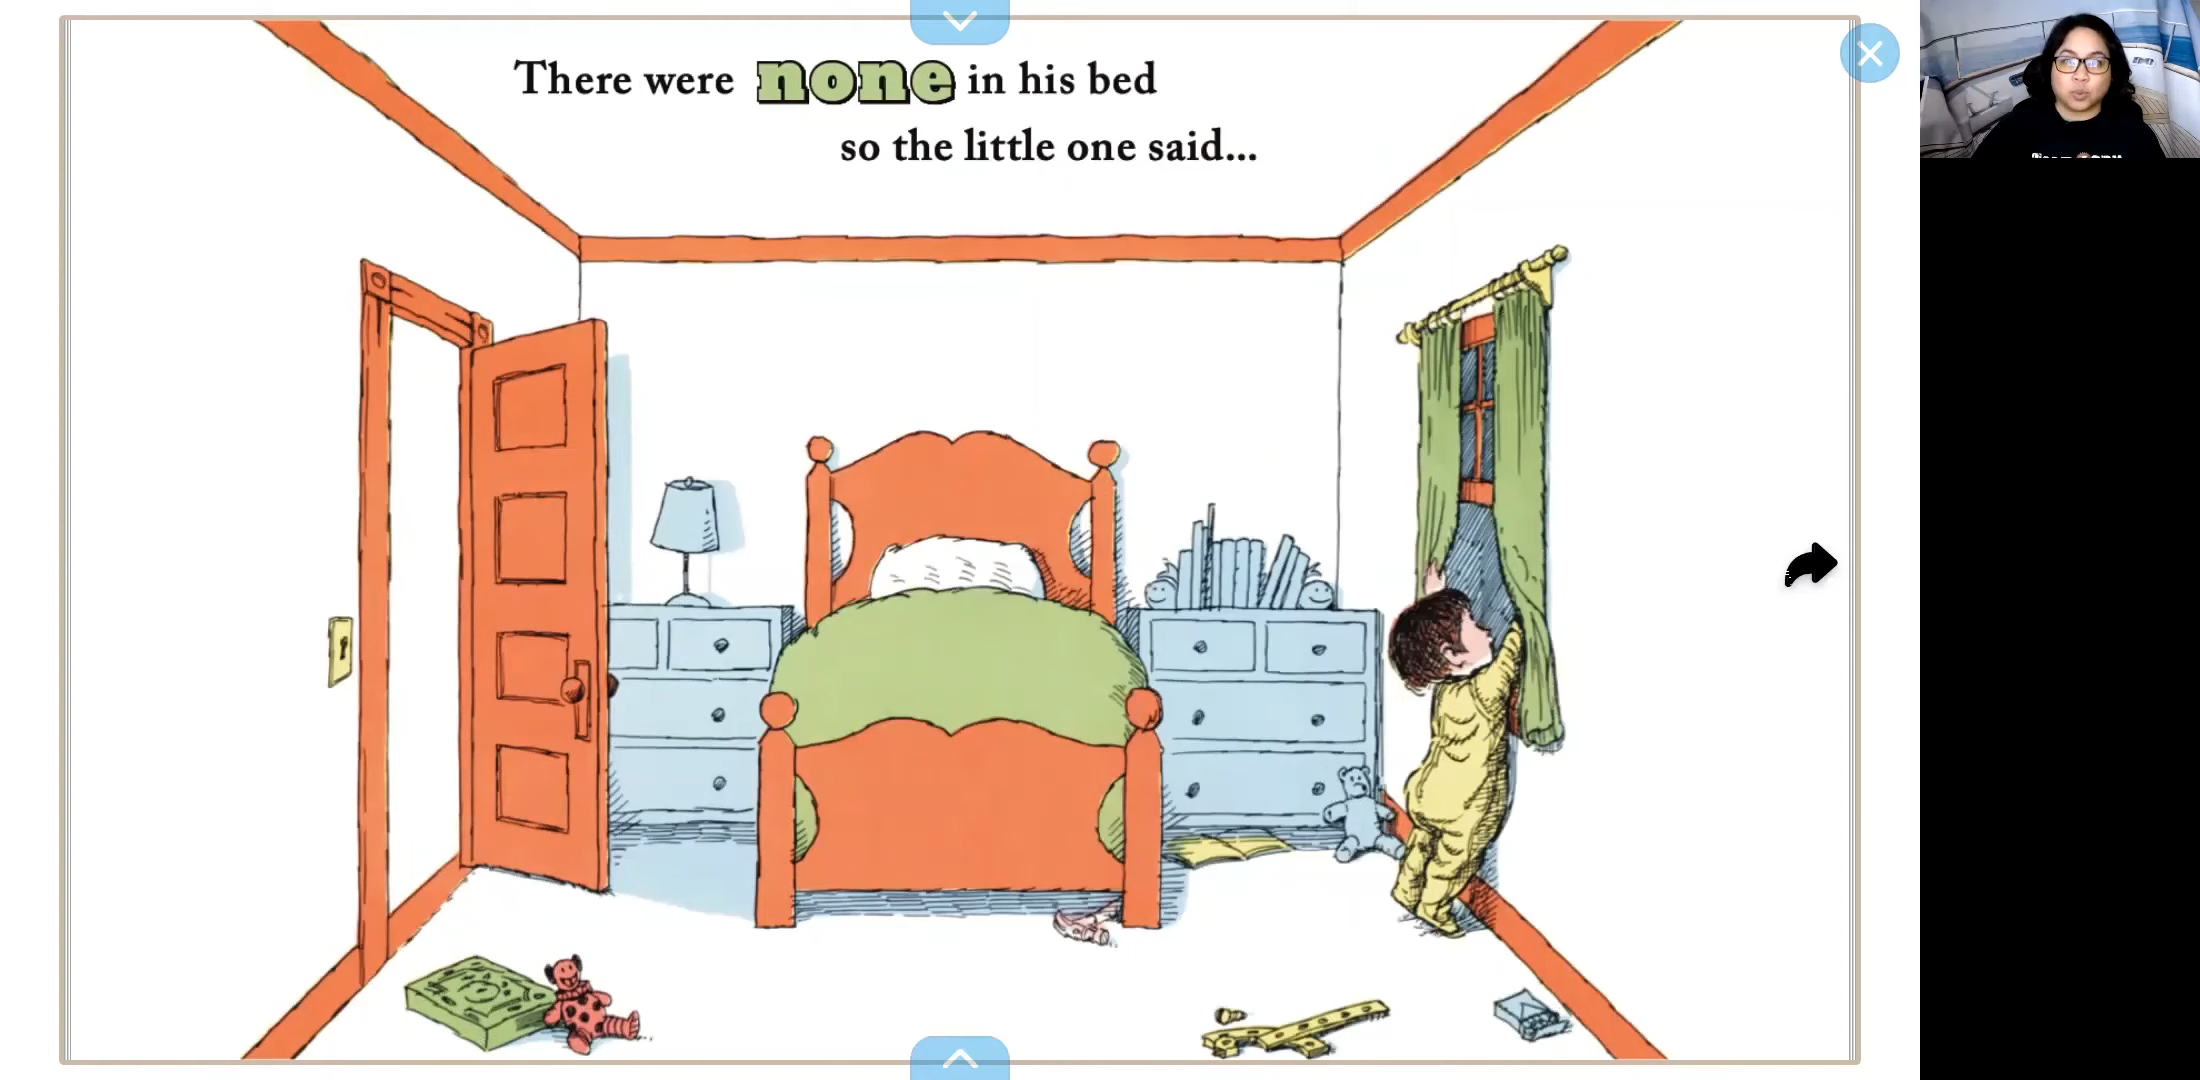 There were none in his bed
so the little one said...